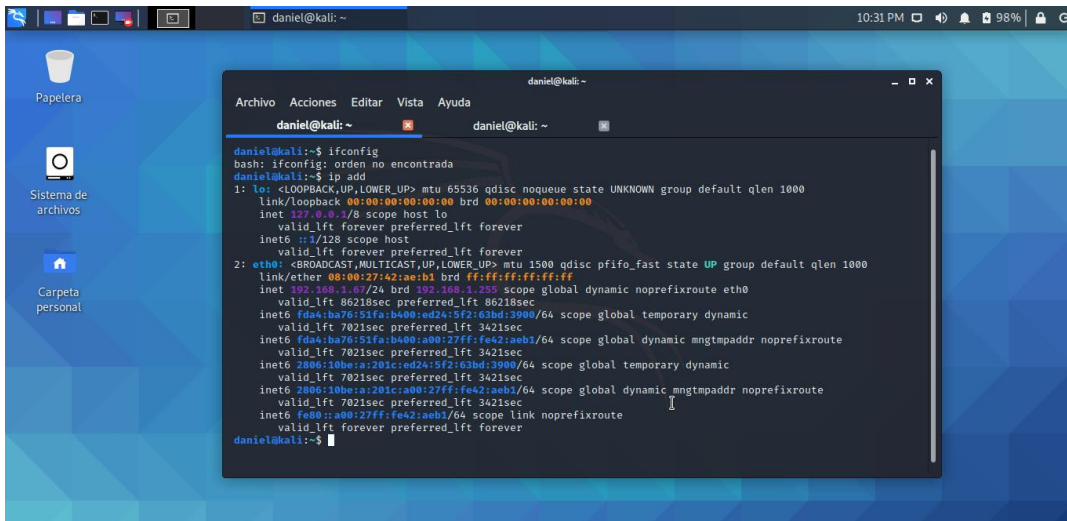 daniel@kali: ~
10:31 PM
98%
G
Papelera
Sistema de
archivos
Carpeta
personal
daniel@kali: ~
Archivo Acciones Editar Vista Ayuda
daniel@kali: ~ daniel@kali: ~
daniel@kali:~$ ifconfig
bash: ifconfig: orden no encontrada
daniel@kali:~$ ip add
1: lo: <LOOPBACK,UP,LOWER_UP> mtu 65536 qdisc noqueue state UNKNOWN group default qlen 1000
link/loopback 00:00:00:00:00:00 brd 00:00:00:00:00:00
inet 127.0.0.1/8 scope host lo
valid_lft forever preferred_lft forever
inet6 ::1/128 scope host
valid_lft forever preferred_lft forever
2: eth0: <BROADCAST,MULTICAST,UP,LOWER_UP> mtu 1500 qdisc pfifo_fast state UP group default qlen 1000
link/ether 08:00:27:42:ae:b1 brd ff:ff:ff:ff:ff:ff
inet 192.168.1.67/24 brd 192.168.1.255 scope global dynamic noprefixroute eth0
valid_lft 86218sec preferred_lft 86218sec
inet6 fda4:ba76:51fa:b400:ed24:5f2:63bd:3900/64 scope global temporary dynamic
valid_lft 7021sec preferred_lft 3421sec
inet6 fda4:ba76:51fa:b400:a00:27ff:fe42:aeb1/64 scope global dynamic mngtmpaddr noprefixroute
valid_lft 7021sec preferred_lft 3421sec
inet6 2806:10be:a:201c:ed24:5f2:63bd:3900/64 scope global temporary dynamic
valid_lft 7021sec preferred_lft 3421sec
inet6 2806:10be:a:201c:a00:27ff:fe42:aeb1/64 scope global dynamic mngtmpaddr noprefixroute
valid_lft 7021sec preferred_lft 3421sec
inet6 fe80::a00:27ff:fe42:aeb1/64 scope link noprefixroute
valid_lft forever preferred_lft forever
daniel@kali:~$